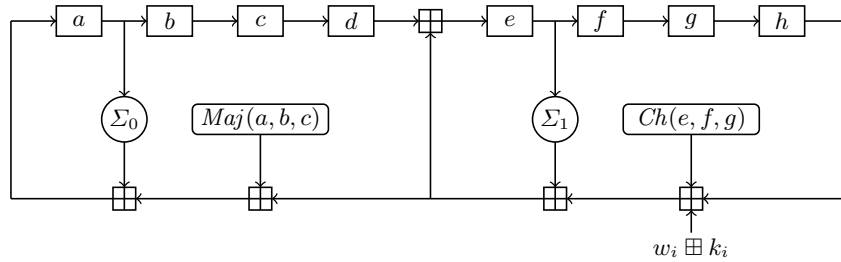 a b c d e f g h
Σ₀ Maj(a, b, c) Σ₁ Ch(e, f, g)
wᵢ ⊞ kᵢ